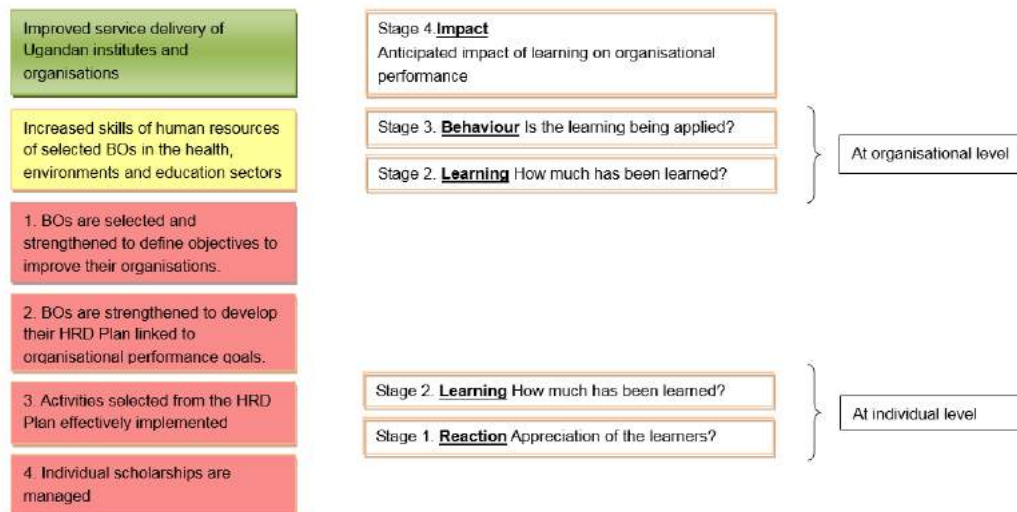 Improved service delivery of
Ugandan institutes and
organisations
Increased skills of human resources
of selected BOs in the health,
environments and education sectors
1. BOs are selected and
strengthened to define objectives to
improve their organisations.
2. BOs are strengthened to develop
their HRD Plan linked to
organisational performance goals.
3. Activities selected from the HRD
Plan effectively implemented
4. Individual scholarships are
managed
Stage 4.Impact
Anticipated impact of learning on organisational
performance
Stage 3. Behaviour Is the learning being applied?
Stage 2. Learning How much has been learned?
At organisational level
Stage 2. Learning How much has been learned?
Stage 1. Reaction Appreciation of the learners?
At individual level